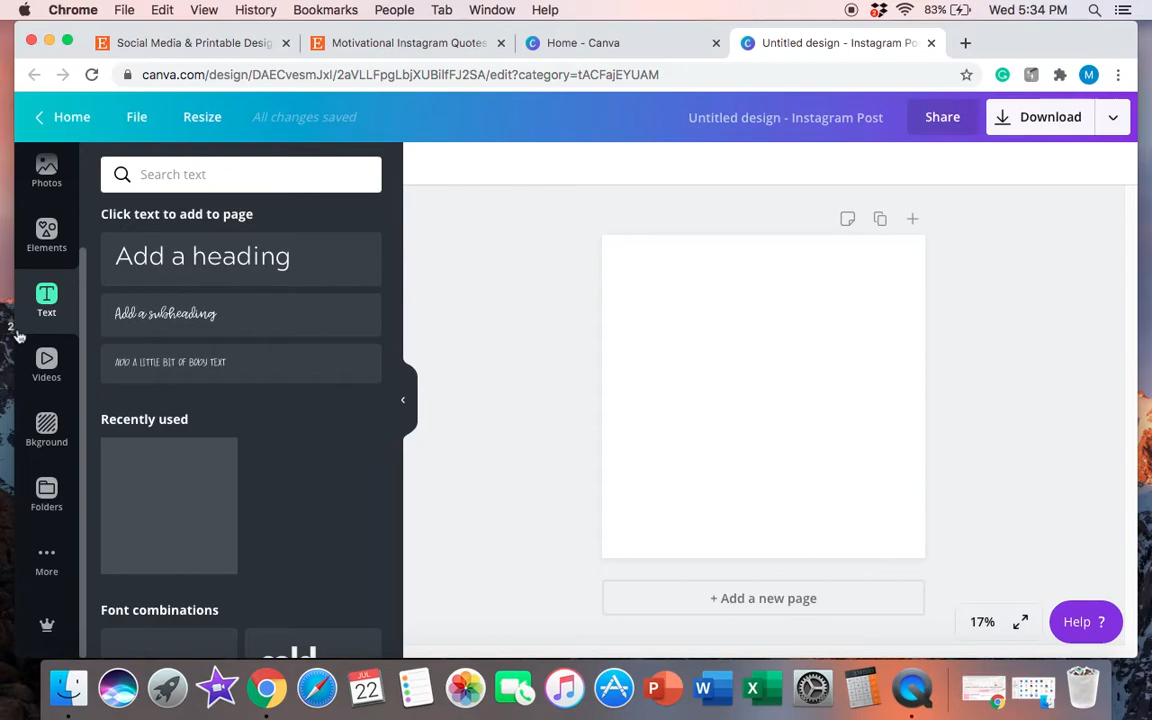 Chrome File Edit View History Bookmarks People Tab Window Help 2 83% Wed 5:34 PM
Social Media & Printable Desig Motivational Instagram Quotes Home - Canva Untitled design - Instagram Po
canva.com/design/DAECvesmJxI/2aVLLFpgLbjXUBilfFJ2SA/edit?category=tACFajEYUAM M
Home File Resize All changes saved Untitled design - Instagram Post Share Download
Photos
Search text
Click text to add to page
Elements
Add a heading
Text
Add a subheading
2
Videos
ADD A LITTLE BIT OF BODY TEXT
Bkground
Recently used
Folders
More
Font combinations
+ Add a new page
17% Help ?
JUL
22
P W X